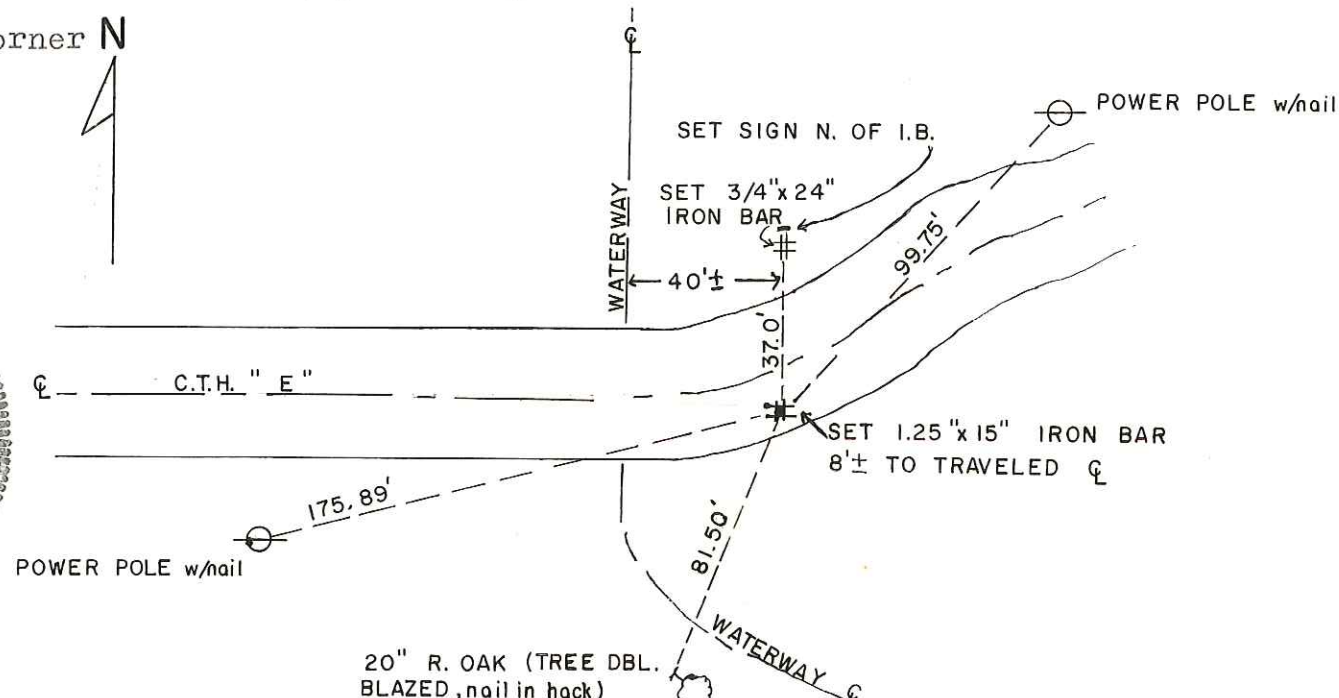 orner N
℄
POWER POLE w/nail
SET SIGN N. OF I.B.
SET 3/4"x 24"
IRON BAR
WATERWAY
40'±
99.75'
37.0'
℄ C.T.H. " E "
SET 1.25"x 15" IRON BAR
8'± TO TRAVELED ℄
175.89'
81.50'
POWER POLE w/nail
WATERWAY ℄
20" R. OAK (TREE DBL.
BLAZED, nail in hack)